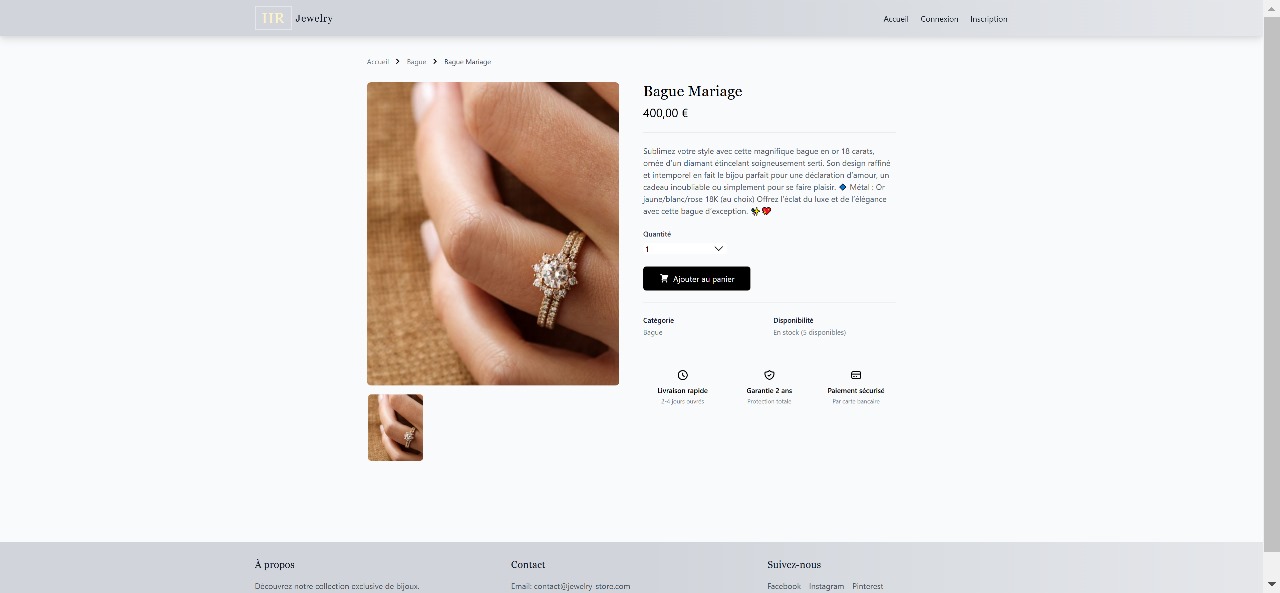 HR Jewelry
Accueil Connexion Inscription
Accueil > Bague > Bague Mariage
Bague Mariage
400,00 €
Sublimez votre style avec cette magnifique bague en or 18 carats,
ornée d'un diamant étincelant soigneusement serti. Son design raffiné
et intemporel en fait le bijou parfait pour une déclaration d'amour, un
cadeau inoubliable ou simplement pour se faire plaisir. 🔹 Métal : Or
jaune/blanc/rose 18K (au choix) Offrez l'éclat du luxe et de l'élégance
avec cette bague d'exception. 💫❤️
Quantité
1
Ajouter au panier
Catégorie
Bague
Disponibilité
En stock (5 disponibles)
Livraison rapide
2-4 jours ouvrés
Garantie 2 ans
Protection totale
Paiement sécurisé
Par carte bancaire
À propos
Découvrez notre collection exclusive de bijoux.
Contact
Email: contact@jewelry-store.com
Suivez-nous
Facebook Instagram Pinterest